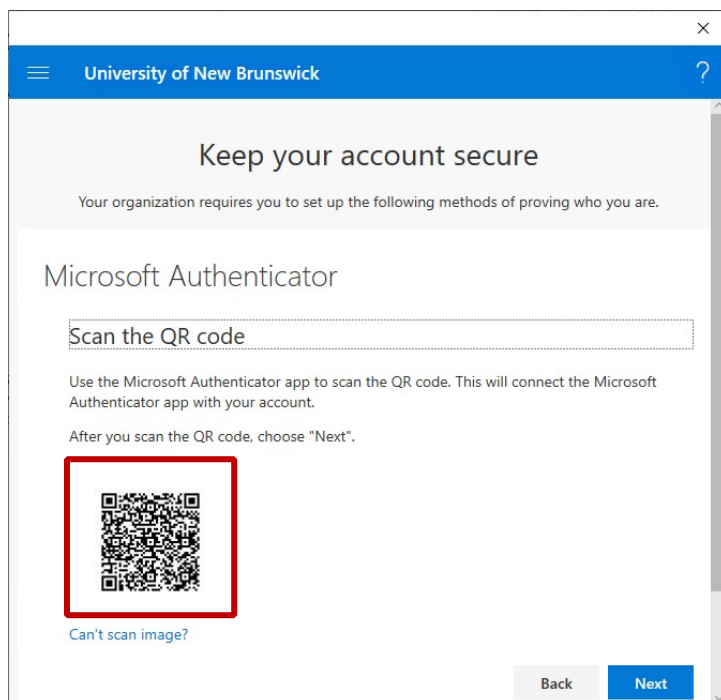 University of New Brunswick
?
Keep your account secure
Your organization requires you to set up the following methods of proving who you are.
Microsoft Authenticator
Scan the QR code
Use the Microsoft Authenticator app to scan the QR code. This will connect the Microsoft
Authenticator app with your account.
After you scan the QR code, choose "Next".
Can't scan image?
Back Next